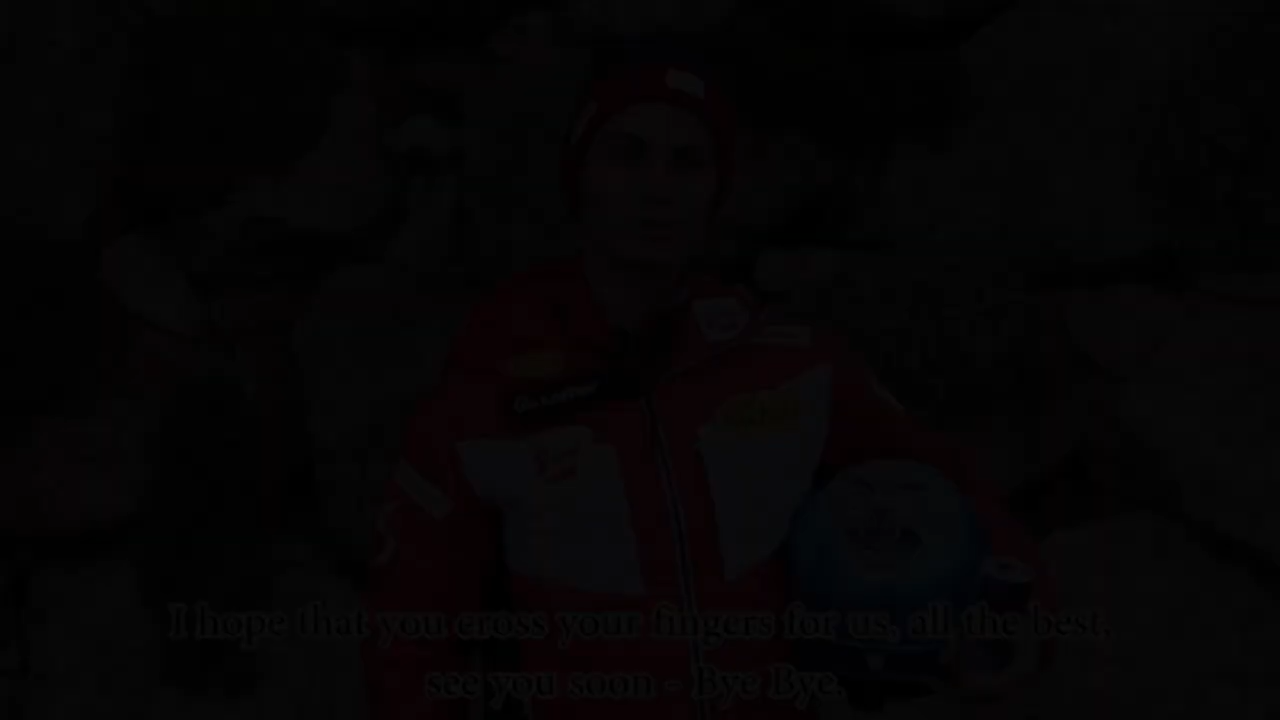 I hope that you cross your fingers for us, all the best,
see you soon - Bye Bye.